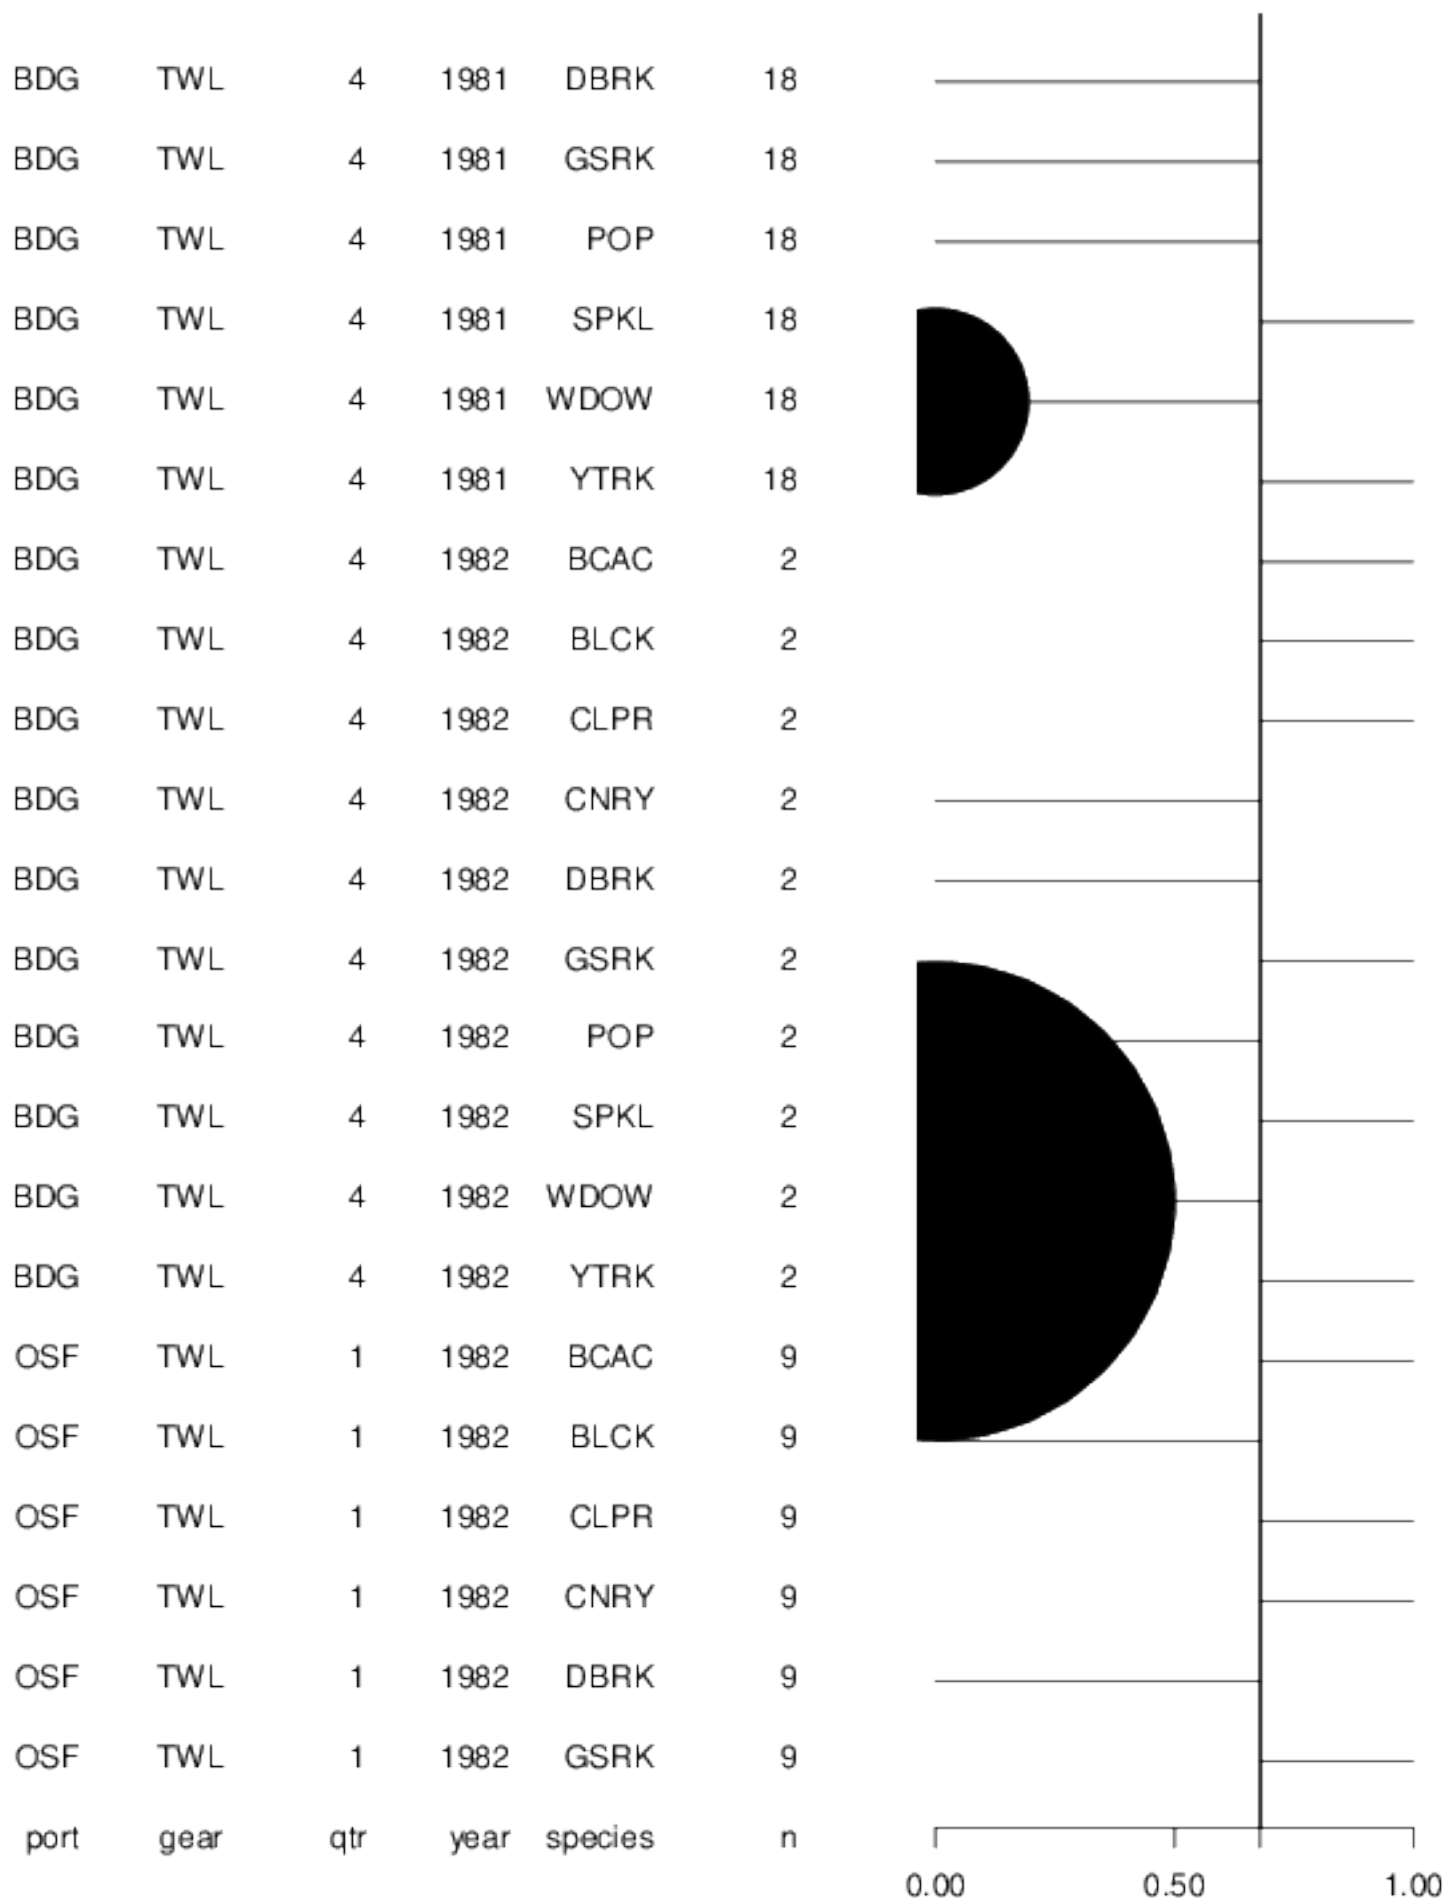 BDG TWL 4 1981 DBRK 18
BDG TWL 4 1981 GSRK 18
BDG TWL 4 1981 POP 18
BDG TWL 4 1981 SPKL 18
BDG TWL 4 1981 WDOW 18
BDG TWL 4 1981 YTRK 18
BDG TWL 4 1982 BCAC 2
BDG TWL 4 1982 BLCK 2
BDG TWL 4 1982 CLPR 2
BDG TWL 4 1982 CNRY 2
BDG TWL 4 1982 DBRK 2
BDG TWL 4 1982 GSRK 2
BDG TWL 4 1982 POP 2
BDG TWL 4 1982 SPKL 2
BDG TWL 4 1982 WDOW 2
BDG TWL 4 1982 YTRK 2
OSF TWL 1 1982 BCAC 9
OSF TWL 1 1982 BLCK 9
OSF TWL 1 1982 CLPR 9
OSF TWL 1 1982 CNRY 9
OSF TWL 1 1982 DBRK 9
OSF TWL 1 1982 GSRK 9
port gear qtr year species n
0.00 0.50 1.00